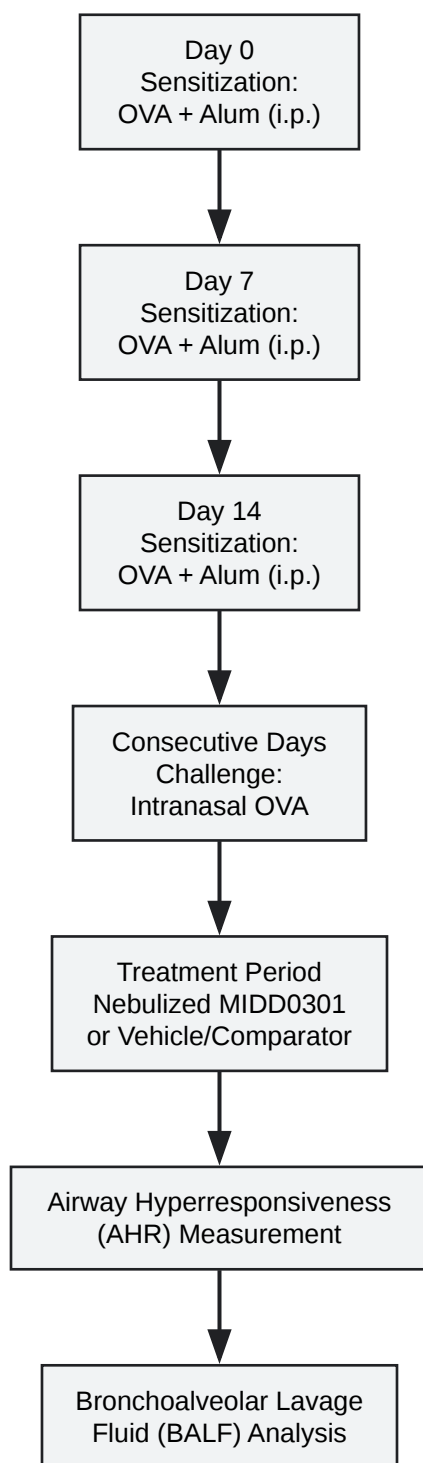 Day 0
Sensitization:
OVA + Alum (i.p.)
Day 7
Sensitization:
OVA + Alum (i.p.)
Day 14
Sensitization:
OVA + Alum (i.p.)
Consecutive Days
Challenge:
Intranasal OVA
Treatment Period
Nebulized MIDD0301
or Vehicle/Comparator
Airway Hyperresponsiveness
(AHR) Measurement
Bronchoalveolar Lavage
Fluid (BALF) Analysis